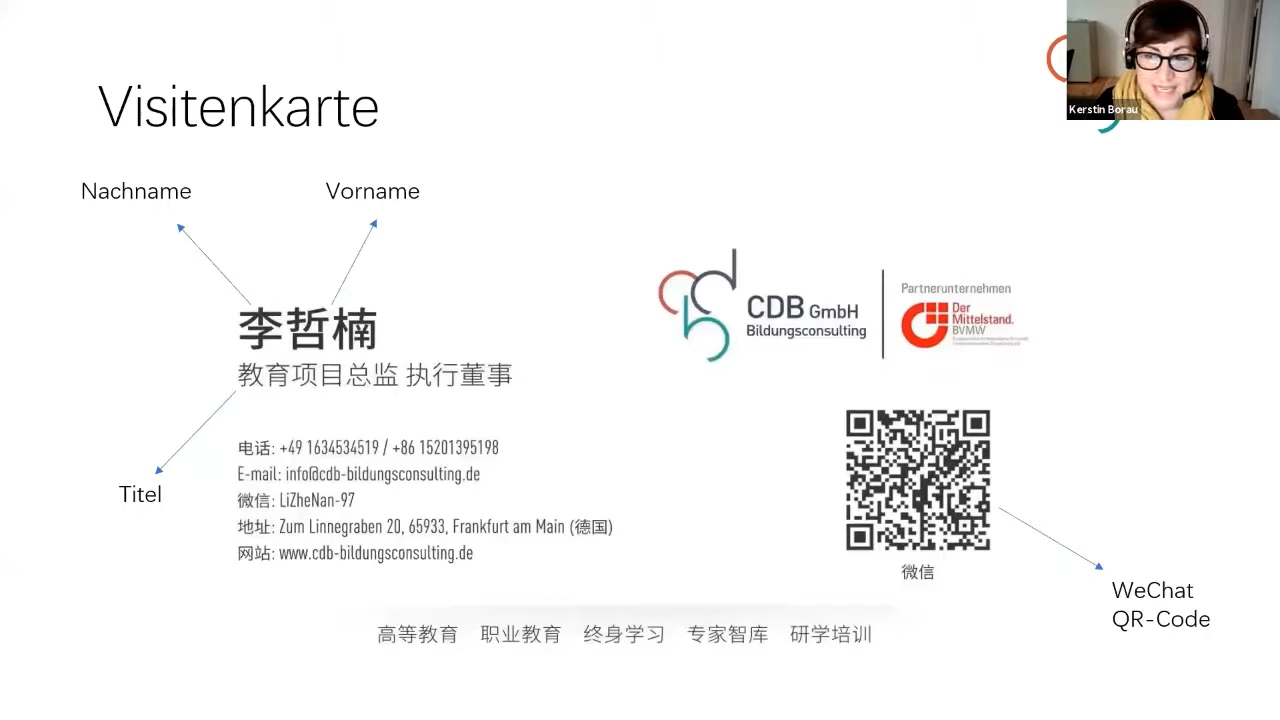 Kerstin Borau
Visitenkarte
Nachname
Vorname
李哲楠
教育项目总监 执行董事
Titel
电话: +49 1634534519 / +86 15201395198
E-mail: info@cdb-bildungsconsulting.de
微信: LiZheNan-97
地址: Zum Linnegraben 20, 65933, Frankfurt am Main (德国)
网站: www.cdb-bildungsconsulting.de
CDB GmbH
Bildungsconsulting
Partnerunternehmen
Der
Mittelstand.
BVMW
微信
WeChat
QR-Code
高等教育 职业教育 终身学习 专家智库 研学培训